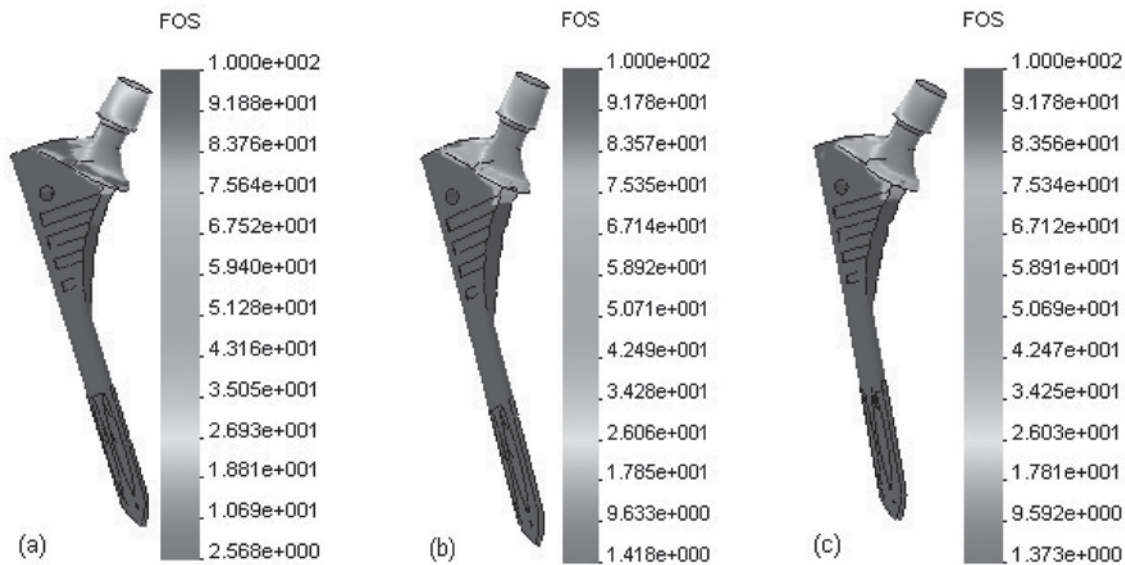 FOS
1.000e+002
9.188e+001
8.376e+001
7.564e+001
6.752e+001
5.940e+001
5.128e+001
4.316e+001
3.505e+001
2.693e+001
1.881e+001
1.069e+001
2.568e+000
(a)
FOS
1.000e+002
9.178e+001
8.357e+001
7.535e+001
6.714e+001
5.892e+001
5.071e+001
4.249e+001
3.428e+001
2.606e+001
1.785e+001
9.633e+000
1.418e+000
(b)
FOS
1.000e+002
9.178e+001
8.356e+001
7.534e+001
6.712e+001
5.891e+001
5.069e+001
4.247e+001
3.425e+001
2.603e+001
1.781e+001
9.592e+000
1.373e+000
(c)